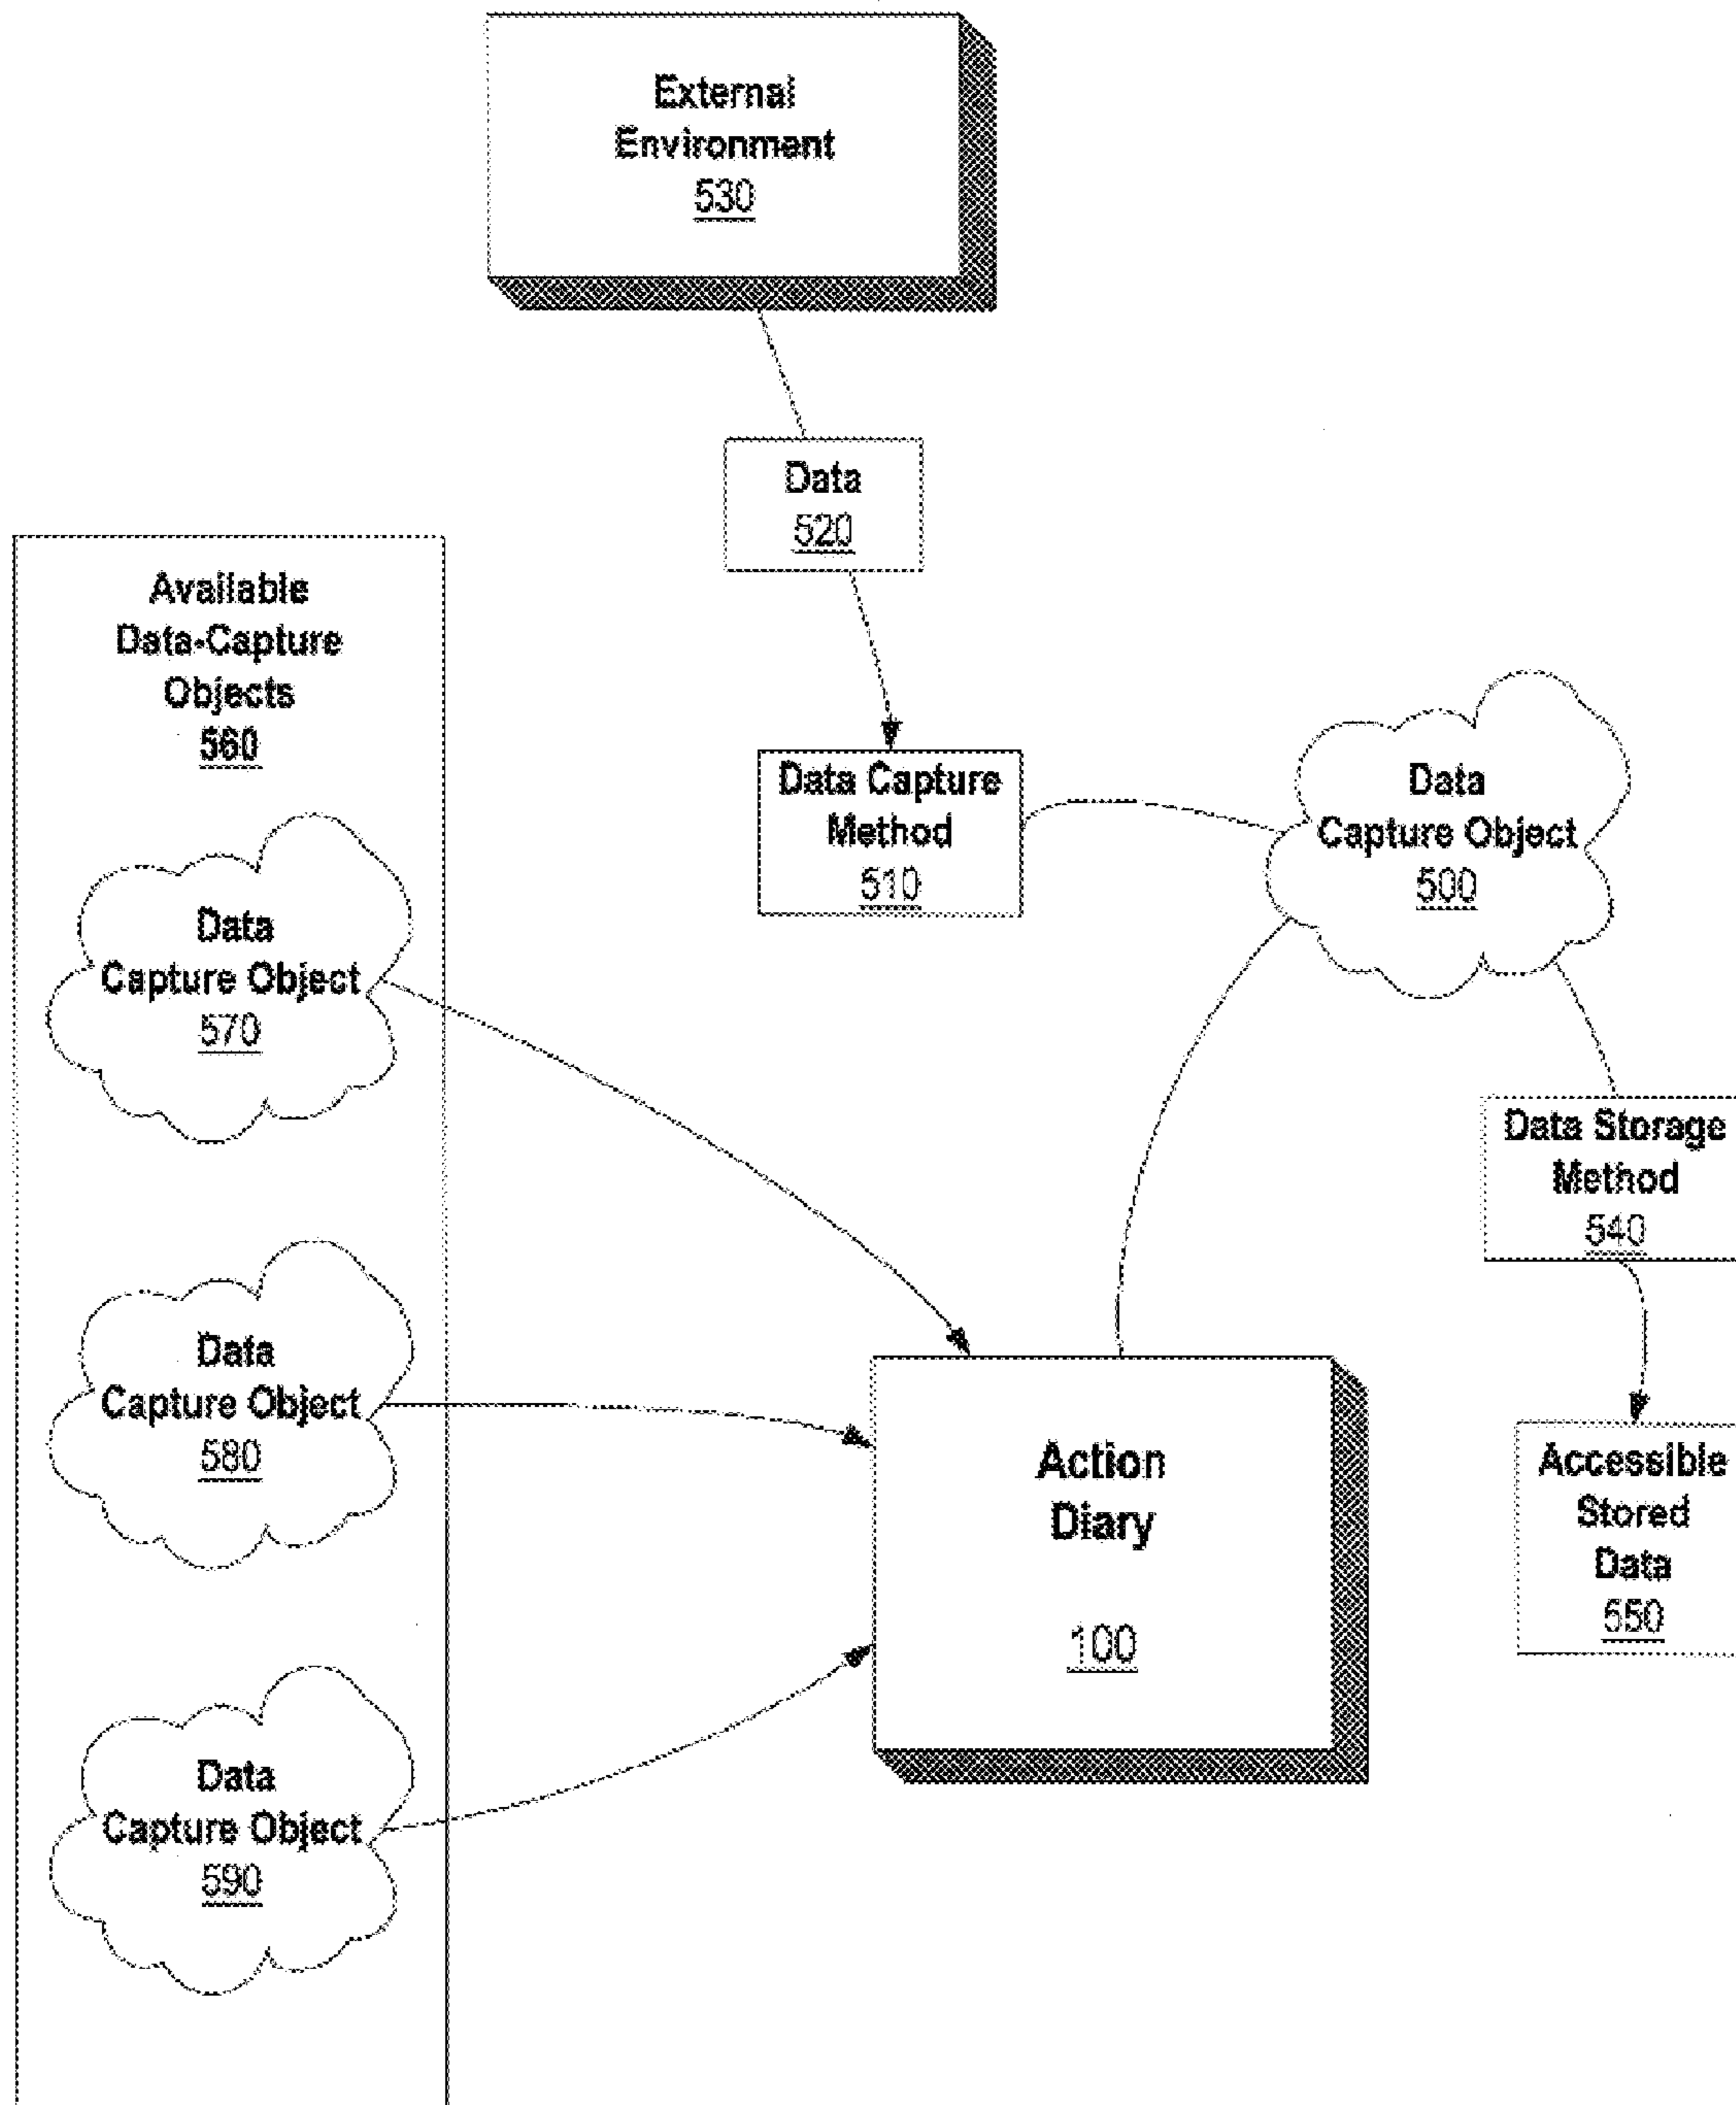 External
Environment
530
Data
520
Available
Data-Capture
Objects
560
Data Capture
Method
510
Data
Capture Object
500
Data
Capture Object
570
Data Storage
Method
540
Data
Capture Object
580
Action
Diary
100
Accessible
Stored
Data
550
Data
Capture Object
590